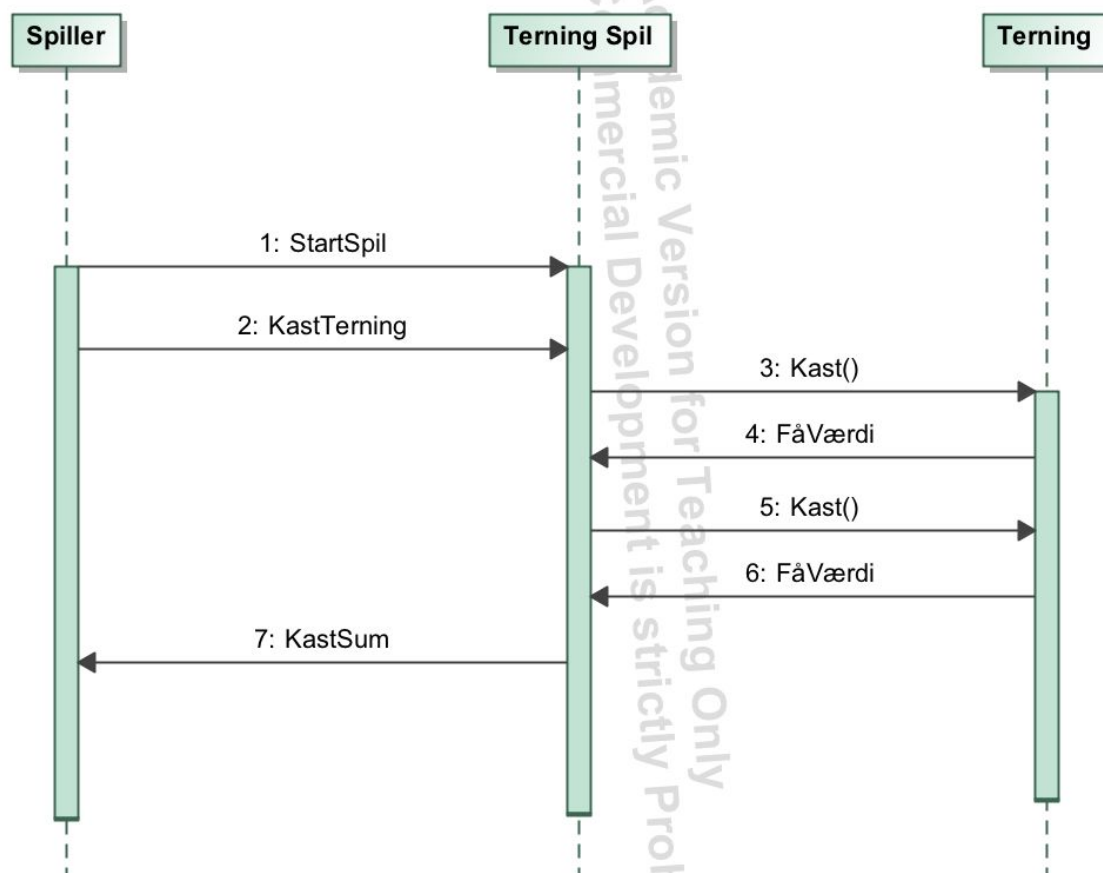 Spiller
Terning Spil
Terning
1: StartSpil
2: KastTerning
3: Kast()
4: FåVærdi
5: Kast()
6: FåVærdi
7: KastSum
demic Version for Teaching Only
mercial Development is strictly